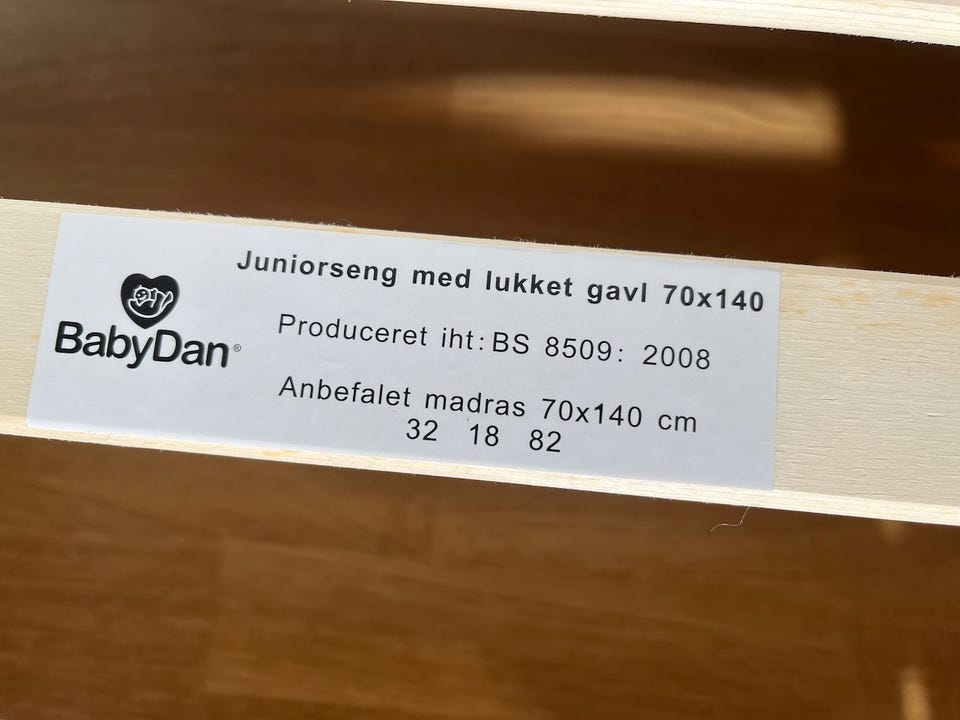 Juniorseng med lukket gavl 70x140
BabyDan®
Produceret iht: BS 8509: 2008
Anbefalet madras 70x140 cm
32 18 82